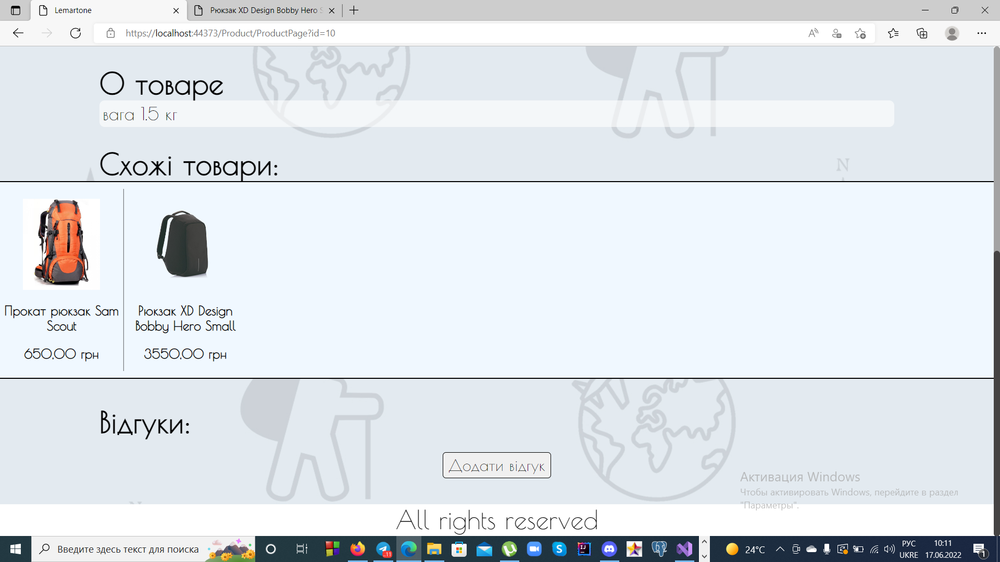 Lemartone
Рюкзак XD Design Bobby Hero S
https://localhost:44373/Product/ProductPage?id=10
О товаре
вага 1.5 кг
Схожі товари:
N
Прокат рюкзак Sam
Scout
650,00 грн
Рюкзак XD Design
Bobby Hero Small
3550,00 грн
Відгуки:
Додати відгук
Активация Windows
Чтобы активировать Windows, перейдите в раздел
"Параметры".
All rights reserved
Введите здесь текст для поиска
..11
IJ
24°C
РУС
UKRE
10:11
17.06.2022
1